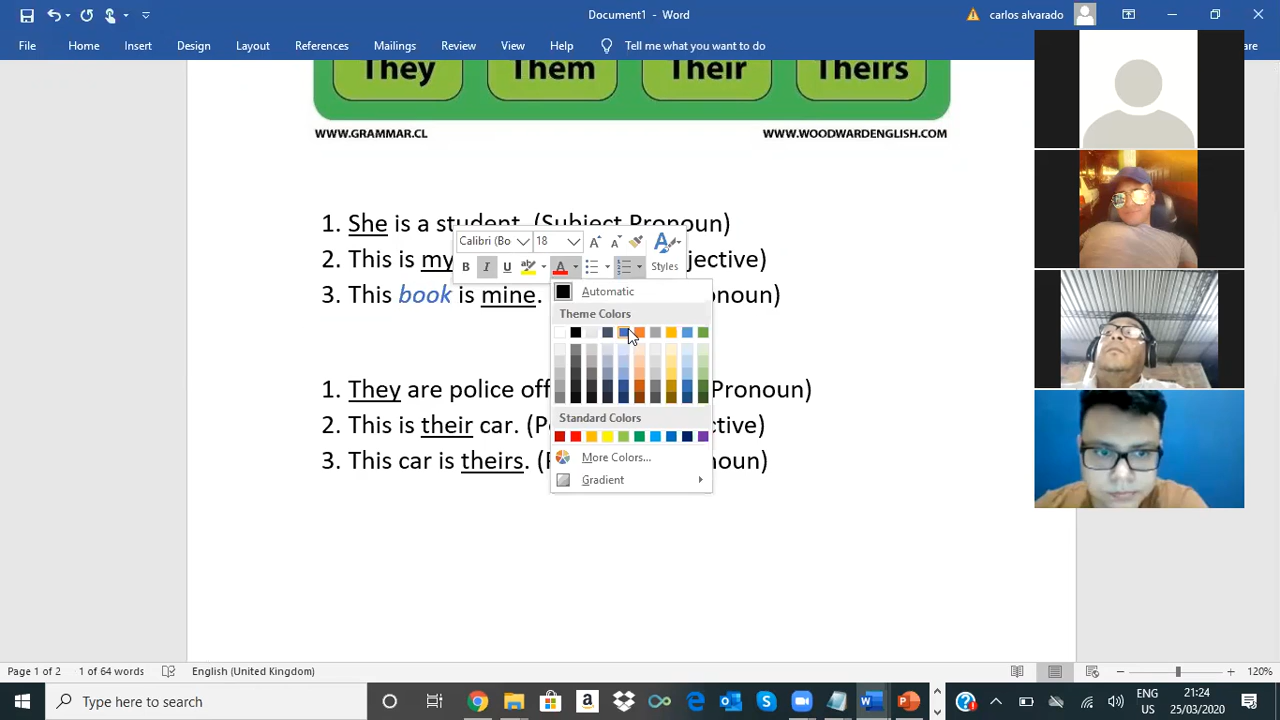 Document1 - Word
carlos alvarado
File Home Insert Design Layout References Mailings Review View Help Tell me what you want to do are
They Them Their Theirs
WWW.GRAMMAR.CL WWW.WOODWARDENGLISH.COM
1. She is a student. (Subject Pronoun)
Calibri (Bo 18
2. This is my jective)
B I U aby A Styles
3. This book is mine. onoun)
Automatic
Theme Colors
1. They are police off Pronoun)
Standard Colors
2. This is their car. (Po ctive)
More Colors...
3. This car is theirs. (P noun)
Gradient
Page 1 of 2 1 of 64 words English (United Kingdom) 120%
Type here to search
ENG 21:24
US 25/03/2020